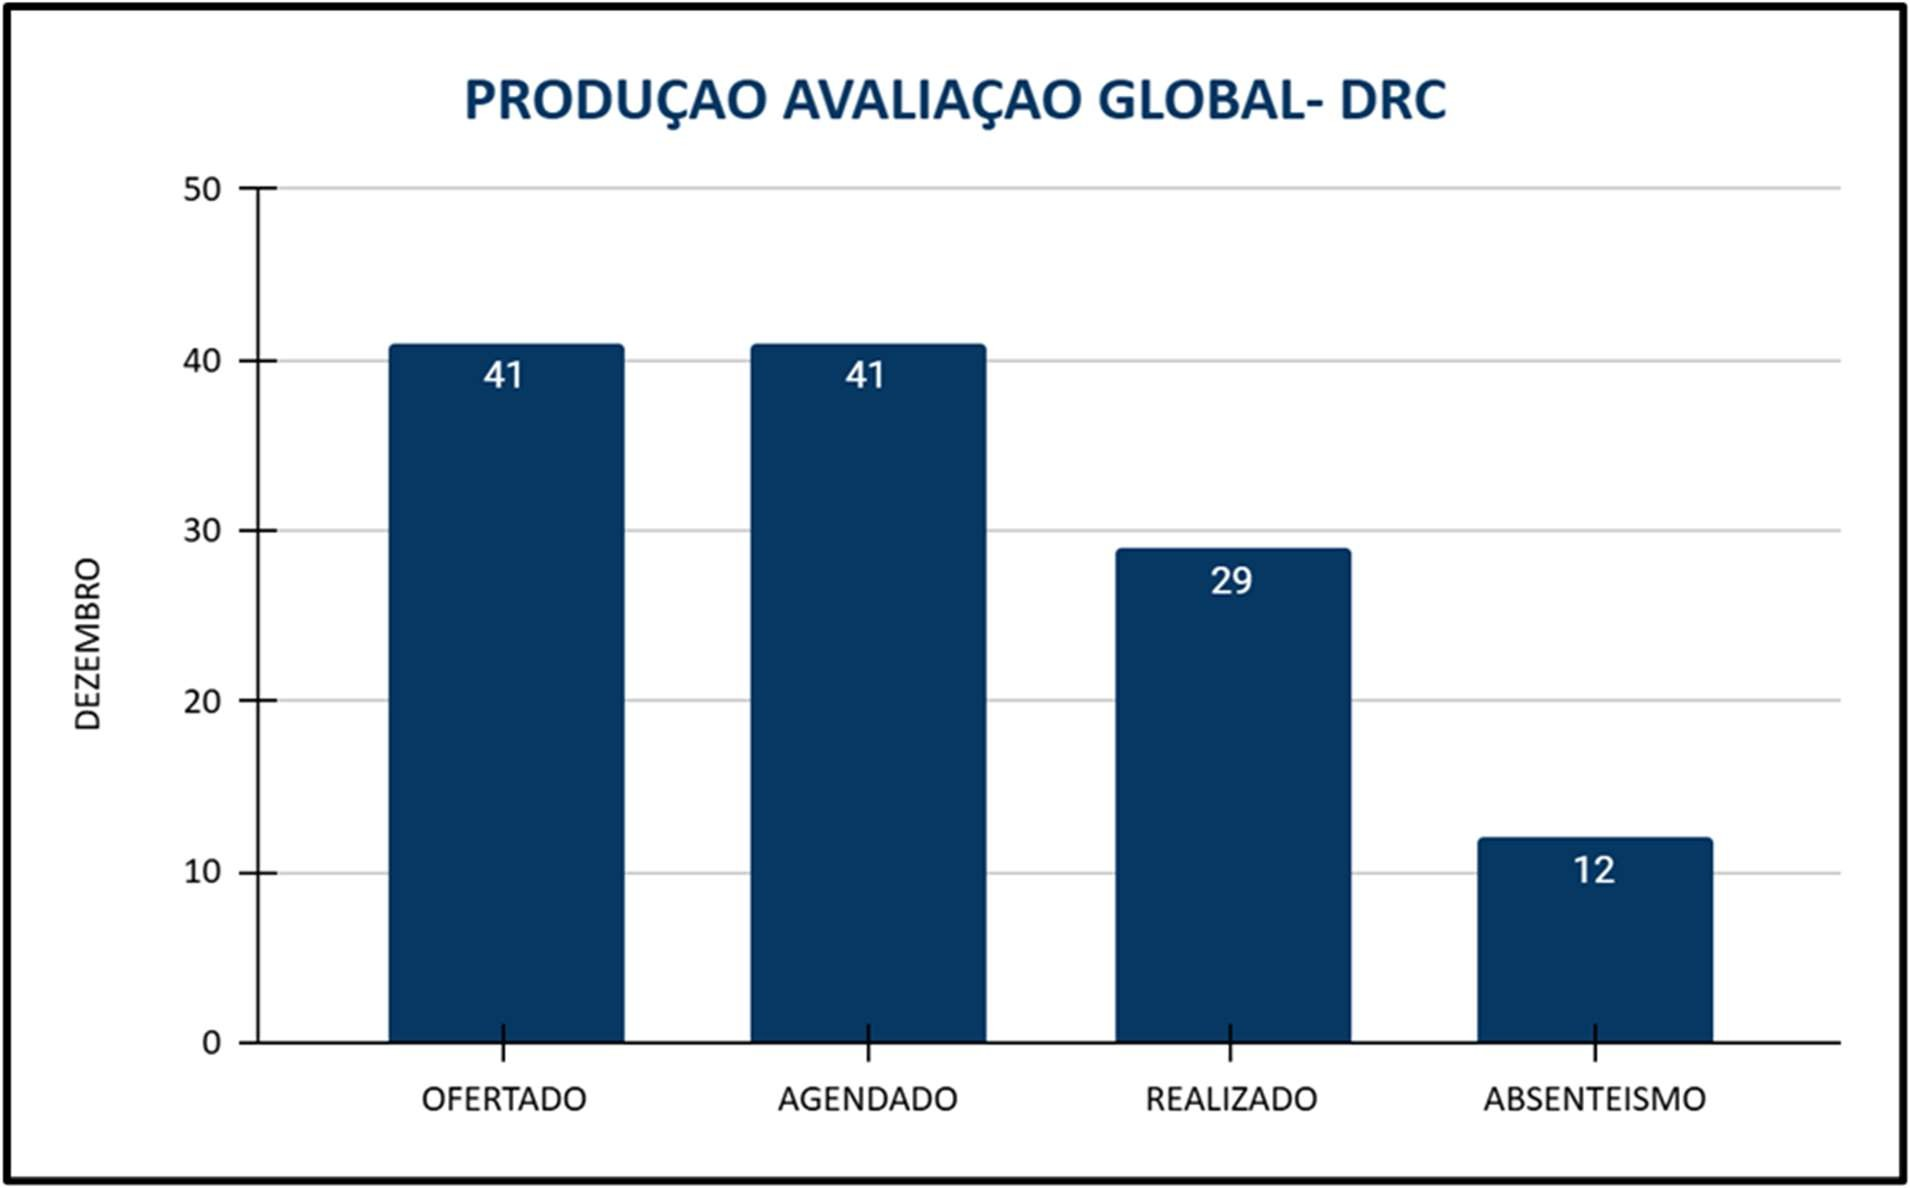 PRODUÇAO AVALIAÇAO GLOBAL- DRC
50
40
30
20
10
0
DEZEMBRO
41
41
29
12
OFERTADO
AGENDADO
REALIZADO
ABSENTEISMO